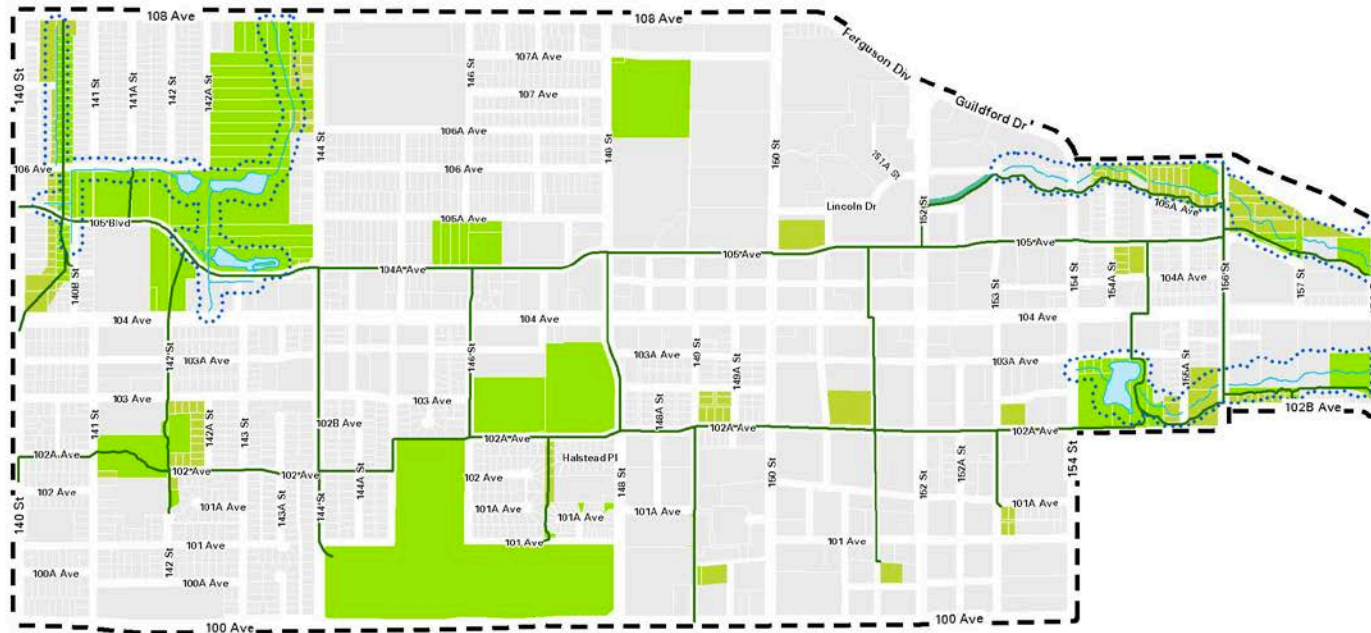 108 Ave
108 Ave
Ferguson Div
Guildford Dr
140 St
141 St
141A St
142 St
142A St
144 St
146 St
107A Ave
107 Ave
106A Ave
106 Ave
106 Ave
105A Ave
146 St
150 St
151A St
152 St
Lincoln Dr
105A Ave
105 Blvd
105 Ave
105 Ave
104A Ave
104A Ave
140B St
153 St
154 St
154A St
156 St
157 St
104 Ave
104 Ave
104 Ave
142 St
103A Ave
146 St
103A Ave
149 St
149A St
103A Ave
155A St
103 Ave
103 Ave
102B Ave
102B Ave
141 St
142A St
143 St
148A St
102A Ave
102A Ave
102A Ave
102A Ave
102 Ave
102 Ave
144A St
Halstead Pl
102 Ave
148 St
150 St
152 St
152A St
154 St
102 Ave
140 St
101A Ave
143A St
144 St
101A Ave
101A Ave
101A Ave
101A Ave
101 Ave
101 Ave
101 Ave
142 St
100A Ave
100A Ave
100 Ave
100 Ave